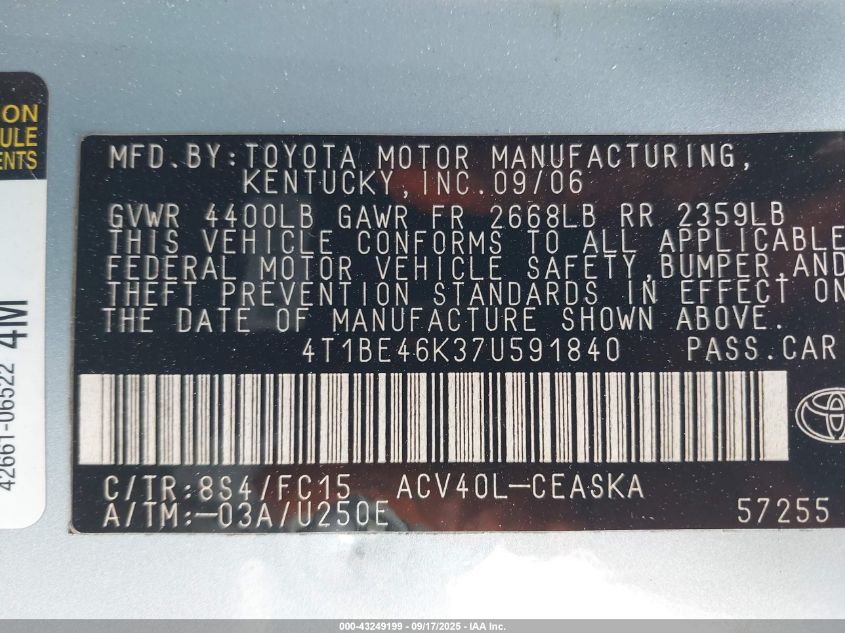 ON
ULE
ENTS
42661-06522 4M
MFD.BY:TOYOTA MOTOR MANUFACTURING,
KENTUCKY,INC.09/06
GVWR 4400LB GAWR FR 2668LB RR 2359LB
THIS VEHICLE CONFORMS TO ALL APPLICABLE
FEDERAL MOTOR VEHICLE SAFETY,BUMPER,AND
THEFT PREVENTION STANDARDS IN EFFECT ON
THE DATE OF MANUFACTURE SHOWN ABOVE.
4T1BE46K37U591840 PASS.CAR
C/TR:8S4/FC15 ACV40L-CEASKA
A/TM:-03A/U250E 57255
000-43249199 - 09/17/2025 - IAA Inc.